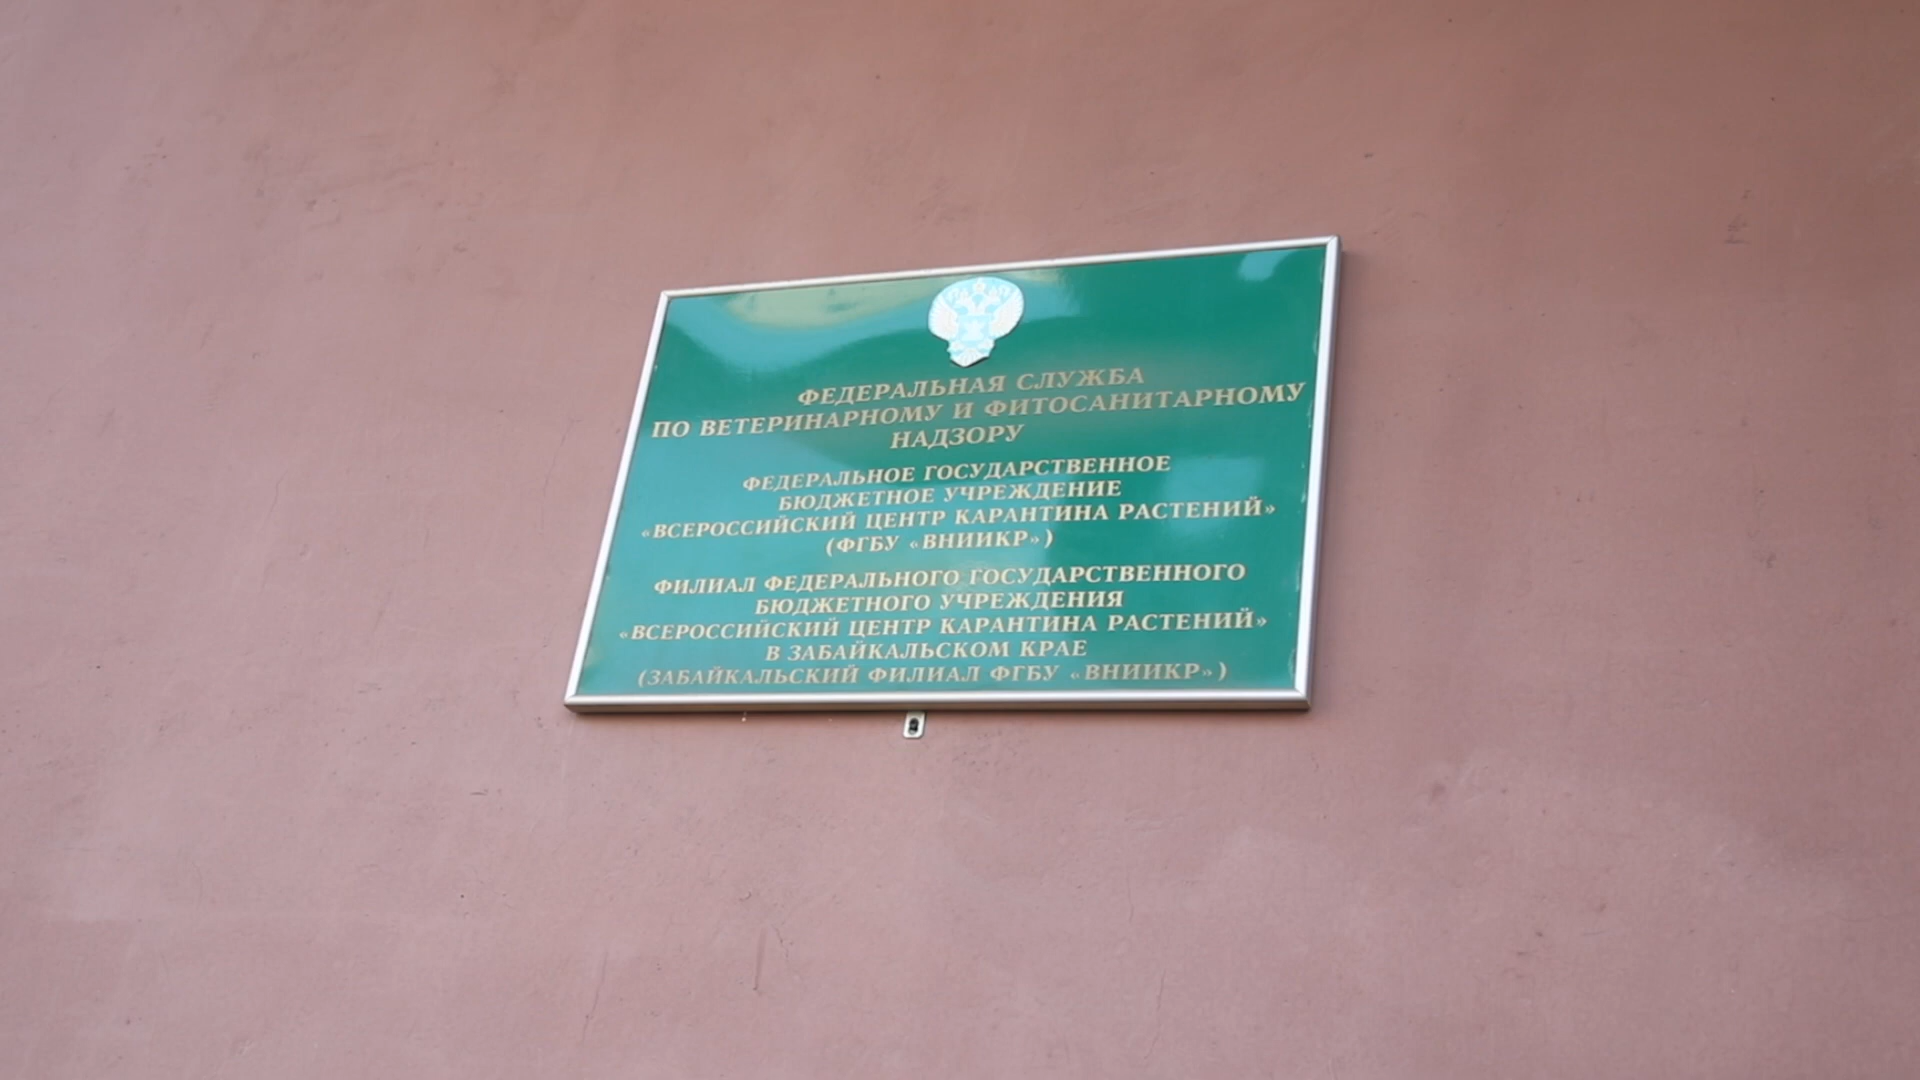 ФЕДЕРАЛЬНАЯ СЛУЖБА
ПО ВЕТЕРИНАРНОМУ И ФИТОСАНИТАРНОМУ
НАДЗОРУ
ФЕДЕРАЛЬНОЕ ГОСУДАРСТВЕННОЕ
БЮДЖЕТНОЕ УЧРЕЖДЕНИЕ
«ВСЕРОССИЙСКИЙ ЦЕНТР КАРАНТИНА РАСТЕНИЙ»
(ФГБУ «ВНИИКР»)
ФИЛИАЛ ФЕДЕРАЛЬНОГО ГОСУДАРСТВЕННОГО
БЮДЖЕТНОГО УЧРЕЖДЕНИЯ
«ВСЕРОССИЙСКИЙ ЦЕНТР КАРАНТИНА РАСТЕНИЙ»
В ЗАБАЙКАЛЬСКОМ КРАЕ
(ЗАБАЙКАЛЬСКИЙ ФИЛИАЛ ФГБУ «ВНИИКР»)